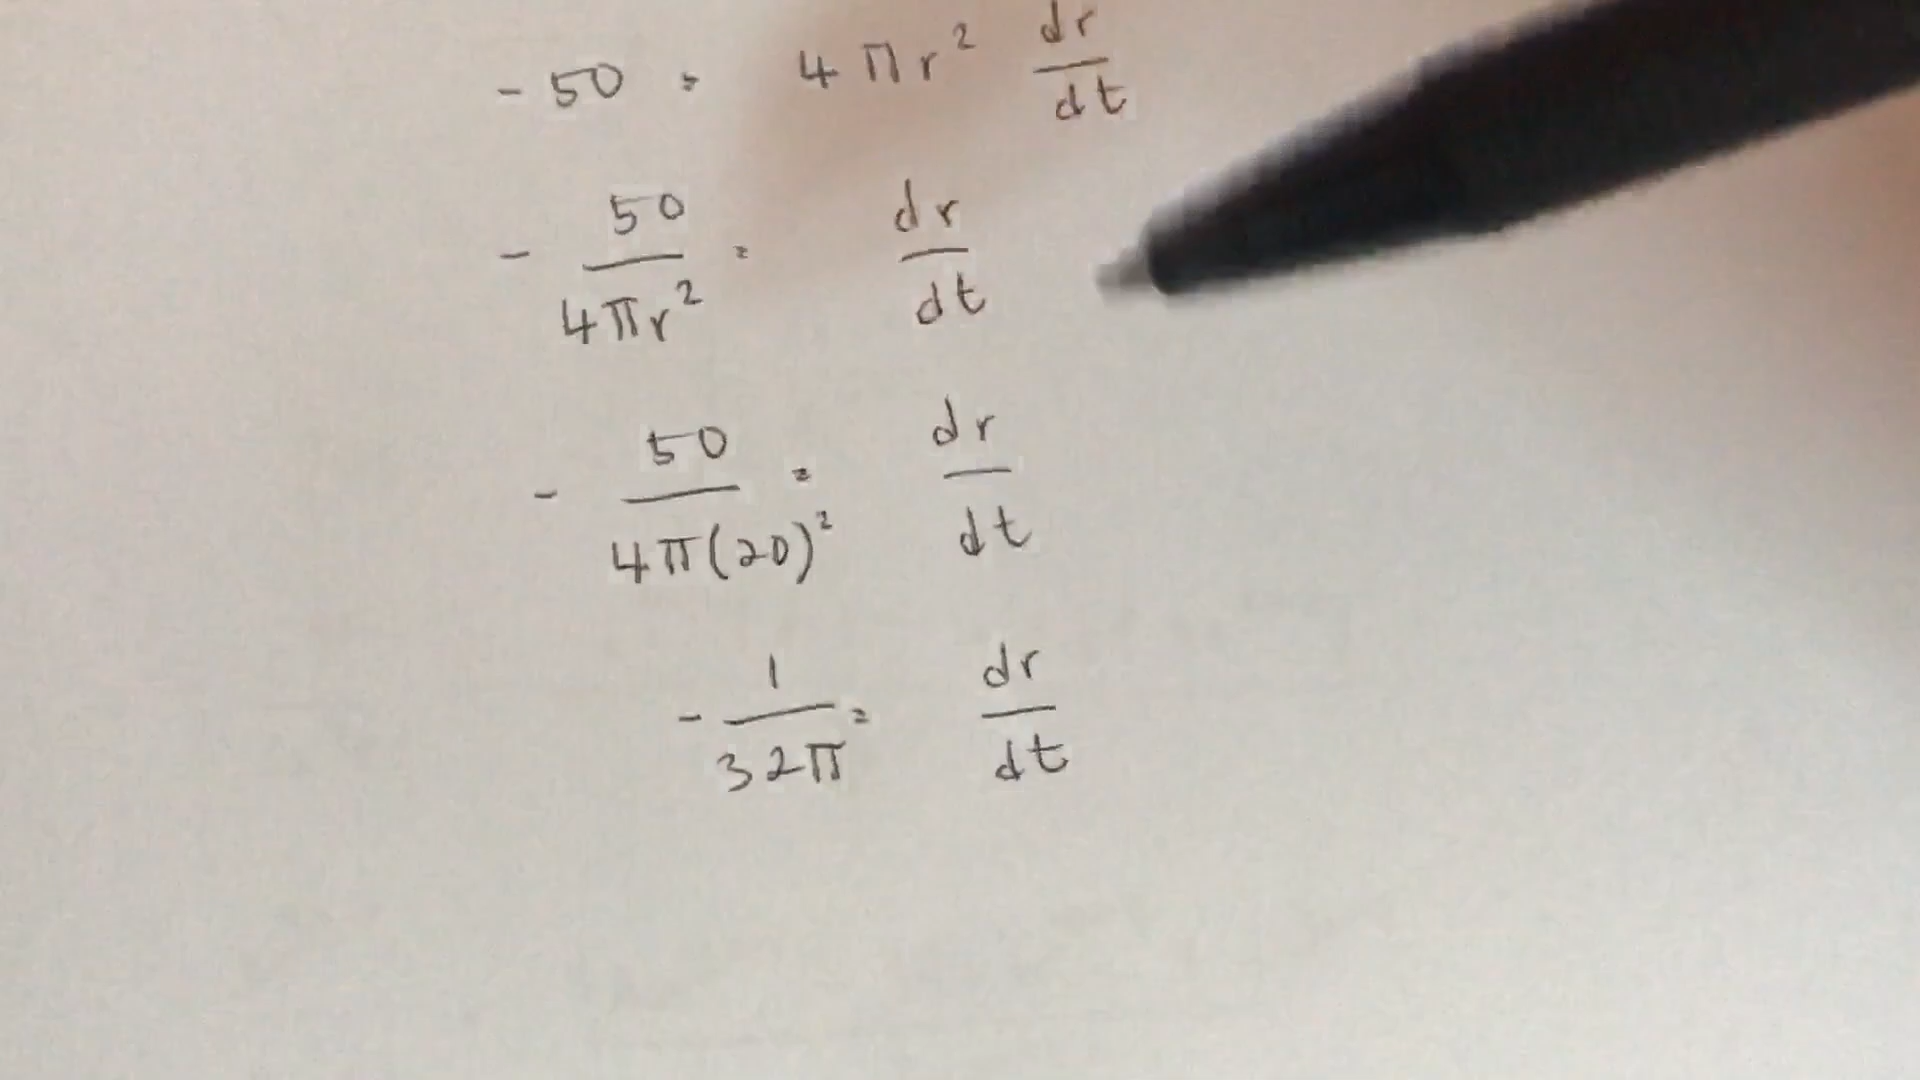 -50 = 4πr² dr/dt
- 50/4πr² = dr/dt
- 50/4π(20)² = dr/dt
- 1/32π = dr/dt